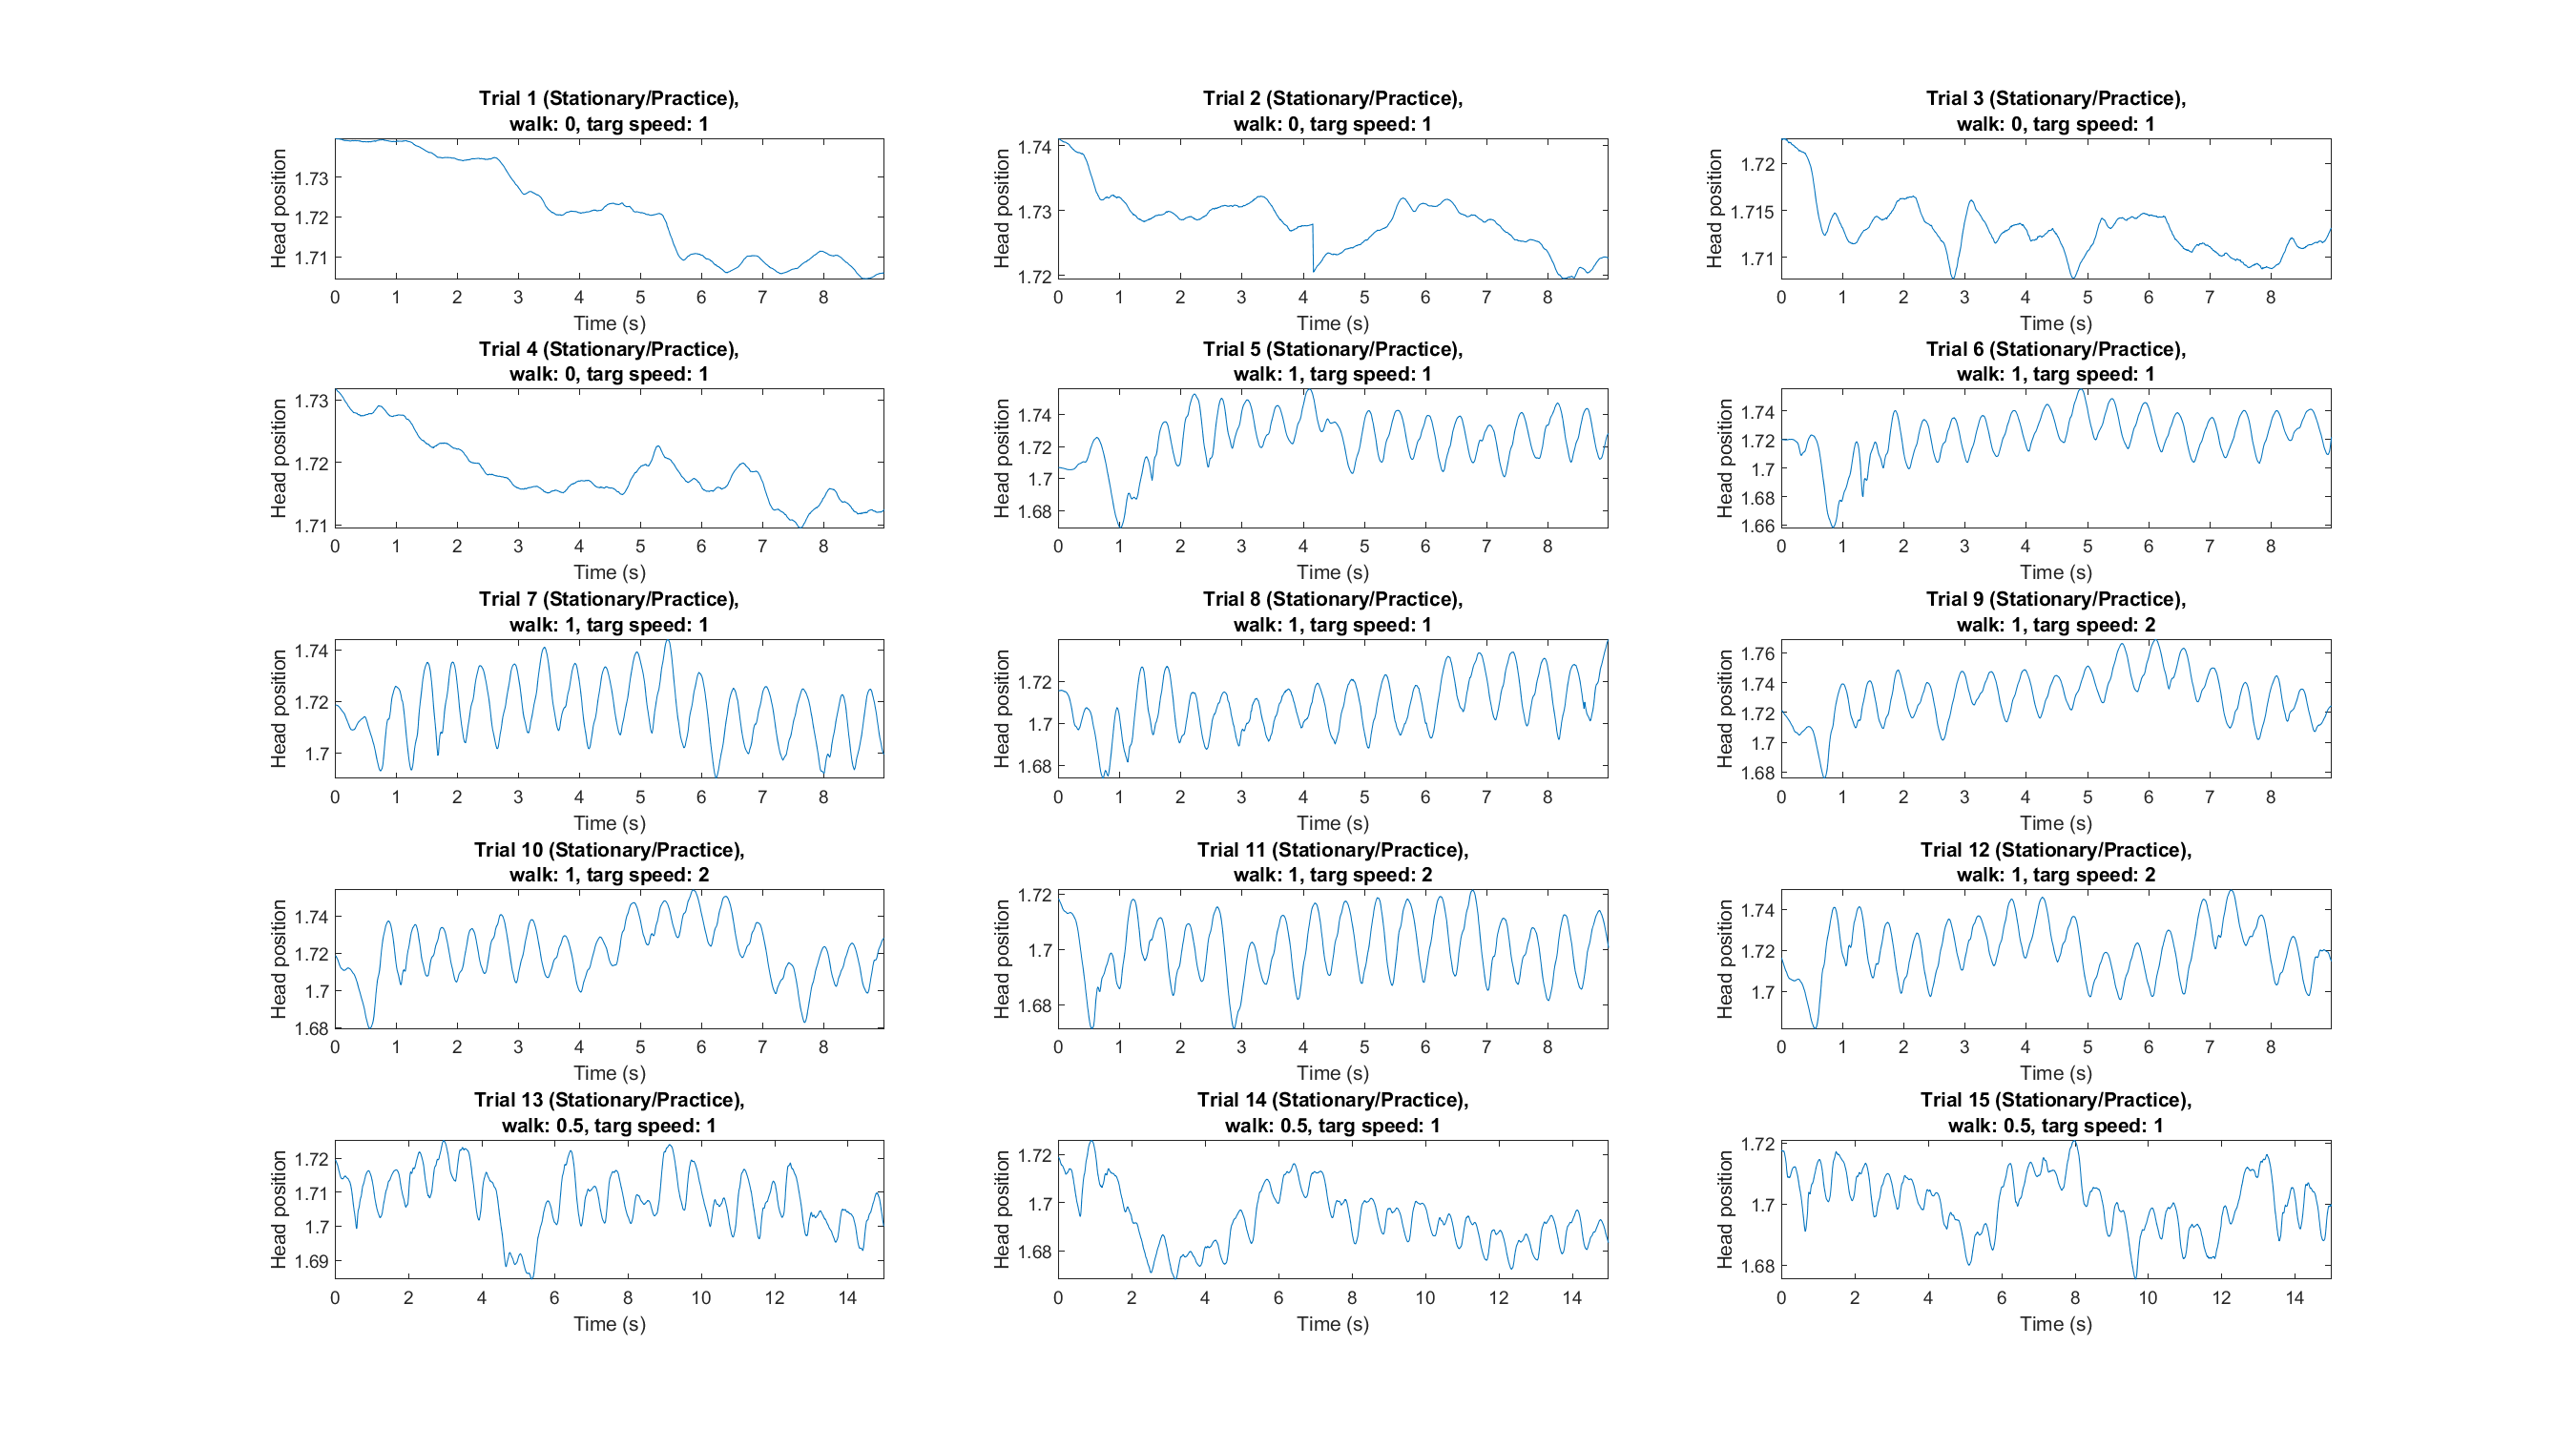 Trial 1 (Stationary/Practice),
walk: 0, targ speed: 1
Head position
1.73
1.72
1.71
0 1 2 3 4 5 6 7 8
Time (s)
Trial 2 (Stationary/Practice),
walk: 0, targ speed: 1
Head position
1.74
1.73
1.72
0 1 2 3 4 5 6 7 8
Time (s)
Trial 3 (Stationary/Practice),
walk: 0, targ speed: 1
Head position
1.72
1.715
1.71
0 1 2 3 4 5 6 7 8
Time (s)
Trial 4 (Stationary/Practice),
walk: 0, targ speed: 1
Head position
1.73
1.72
1.71
0 1 2 3 4 5 6 7 8
Time (s)
Trial 5 (Stationary/Practice),
walk: 1, targ speed: 1
Head position
1.74
1.72
1.7
1.68
0 1 2 3 4 5 6 7 8
Time (s)
Trial 6 (Stationary/Practice),
walk: 1, targ speed: 1
Head position
1.74
1.72
1.7
1.68
1.66
0 1 2 3 4 5 6 7 8
Time (s)
Trial 7 (Stationary/Practice),
walk: 1, targ speed: 1
Head position
1.74
1.72
1.7
0 1 2 3 4 5 6 7 8
Time (s)
Trial 8 (Stationary/Practice),
walk: 1, targ speed: 1
Head position
1.72
1.7
1.68
0 1 2 3 4 5 6 7 8
Time (s)
Trial 9 (Stationary/Practice),
walk: 1, targ speed: 2
Head position
1.76
1.74
1.72
1.7
1.68
0 1 2 3 4 5 6 7 8
Time (s)
Trial 10 (Stationary/Practice),
walk: 1, targ speed: 2
Head position
1.74
1.72
1.7
1.68
0 1 2 3 4 5 6 7 8
Time (s)
Trial 11 (Stationary/Practice),
walk: 1, targ speed: 2
Head position
1.72
1.7
1.68
0 1 2 3 4 5 6 7 8
Time (s)
Trial 12 (Stationary/Practice),
walk: 1, targ speed: 2
Head position
1.74
1.72
1.7
0 1 2 3 4 5 6 7 8
Time (s)
Trial 13 (Stationary/Practice),
walk: 0.5, targ speed: 1
Head position
1.72
1.71
1.7
1.69
0 2 4 6 8 10 12 14
Time (s)
Trial 14 (Stationary/Practice),
walk: 0.5, targ speed: 1
Head position
1.72
1.7
1.68
0 2 4 6 8 10 12 14
Time (s)
Trial 15 (Stationary/Practice),
walk: 0.5, targ speed: 1
Head position
1.72
1.7
1.68
0 2 4 6 8 10 12 14
Time (s)